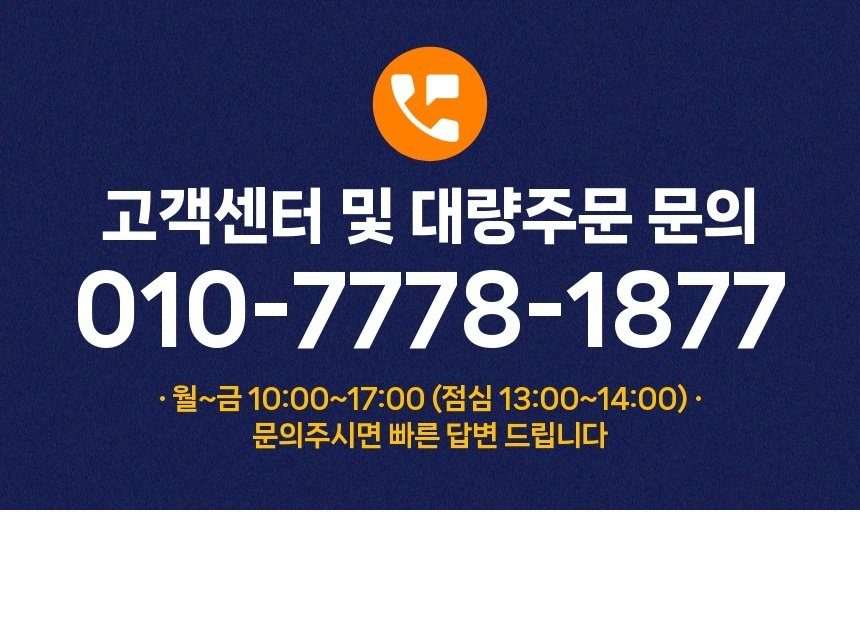 고객센터 및 대량주문 문의
010-7778-1877
· 월~금 10:00~17:00 (점심 13:00~14:00) ·
문의주시면 빠른 답변 드립니다